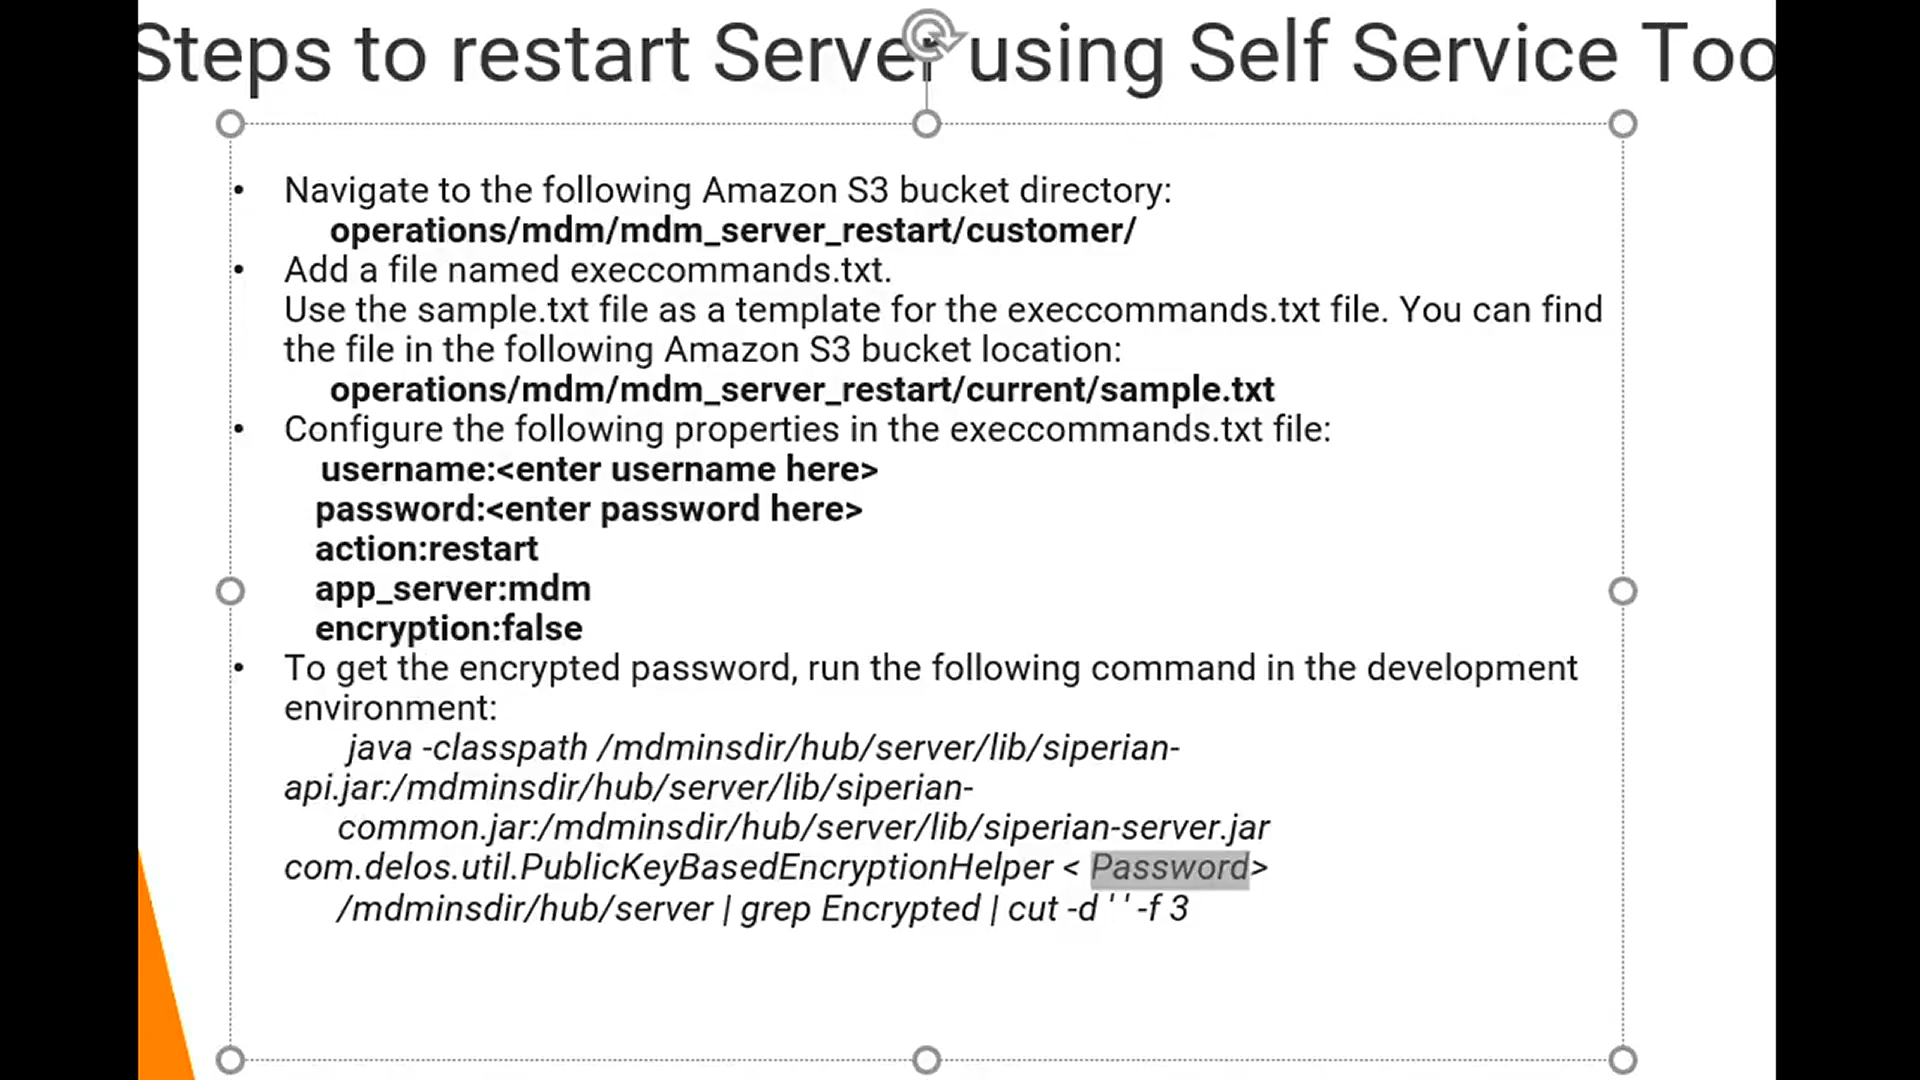 Steps to restart Server using Self Service Too
• Navigate to the following Amazon S3 bucket directory:
operations/mdm/mdm_server_restart/customer/
• Add a file named execcommands.txt.
Use the sample.txt file as a template for the execcommands.txt file. You can find
the file in the following Amazon S3 bucket location:
operations/mdm/mdm_server_restart/current/sample.txt
• Configure the following properties in the execcommands.txt file:
username:<enter username here>
password:<enter password here>
action:restart
app_server:mdm
encryption:false
• To get the encrypted password, run the following command in the development
environment:
java -classpath /mdminsdir/hub/server/lib/siperian-
api.jar:/mdminsdir/hub/server/lib/siperian-
common.jar:/mdminsdir/hub/server/lib/siperian-server.jar
com.delos.util.PublicKeyBasedEncryptionHelper < Password>
/mdminsdir/hub/server | grep Encrypted | cut -d ' ' -f 3